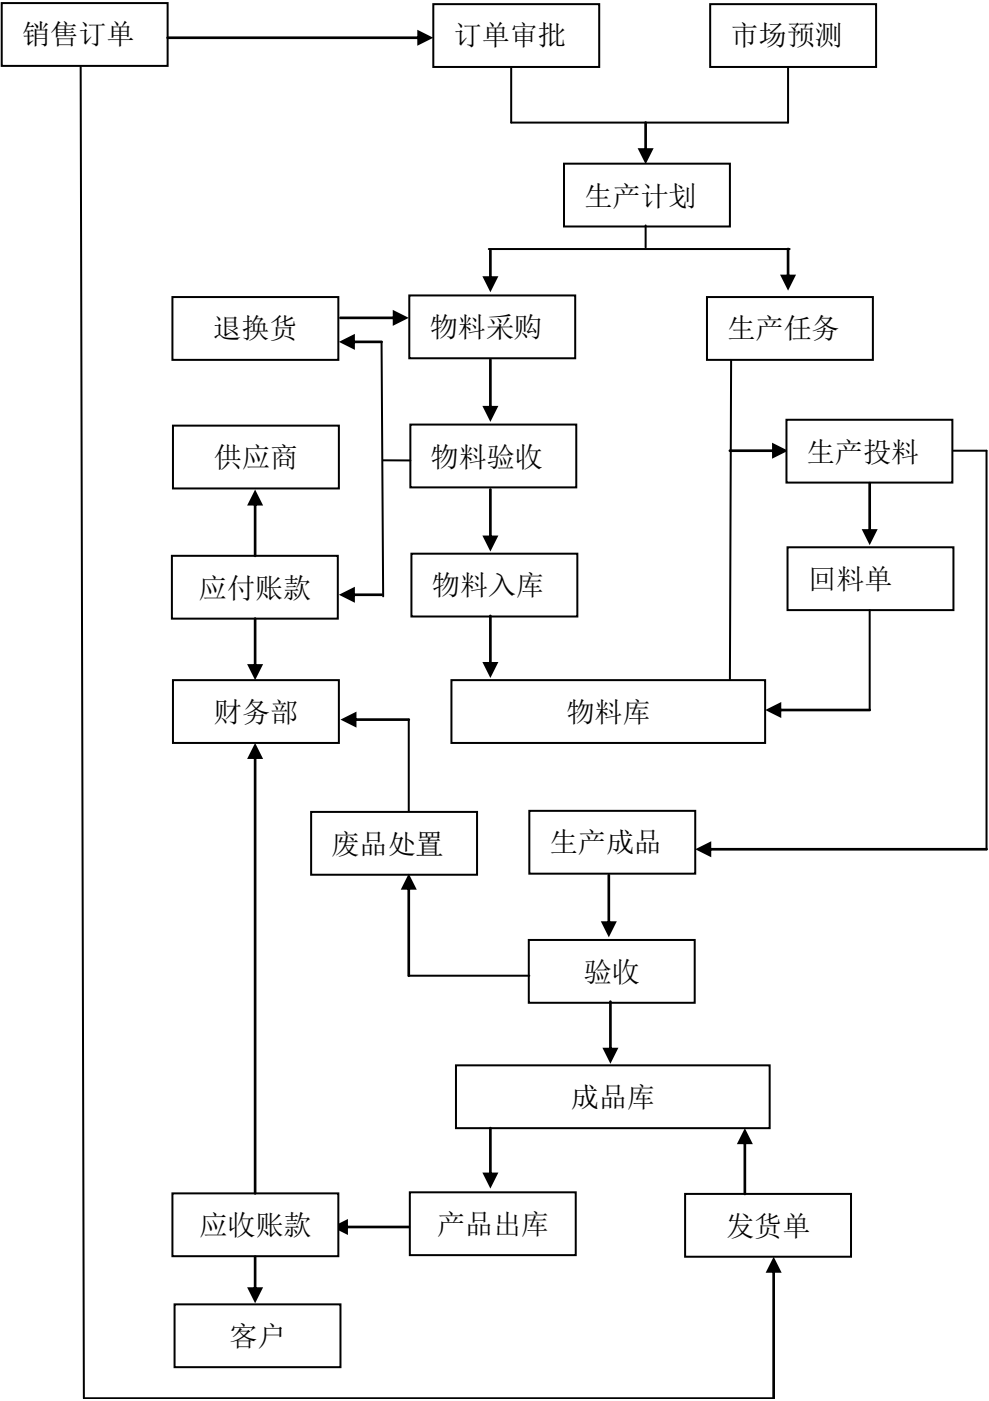 销售订单
订单审批
市场预测
生产计划
退换货
物料采购
生产任务
供应商
物料验收
生产投料
应付账款
物料入库
回料单
财务部
物料库
废品处置
生产成品
验收
成品库
应收账款
产品出库
发货单
客户